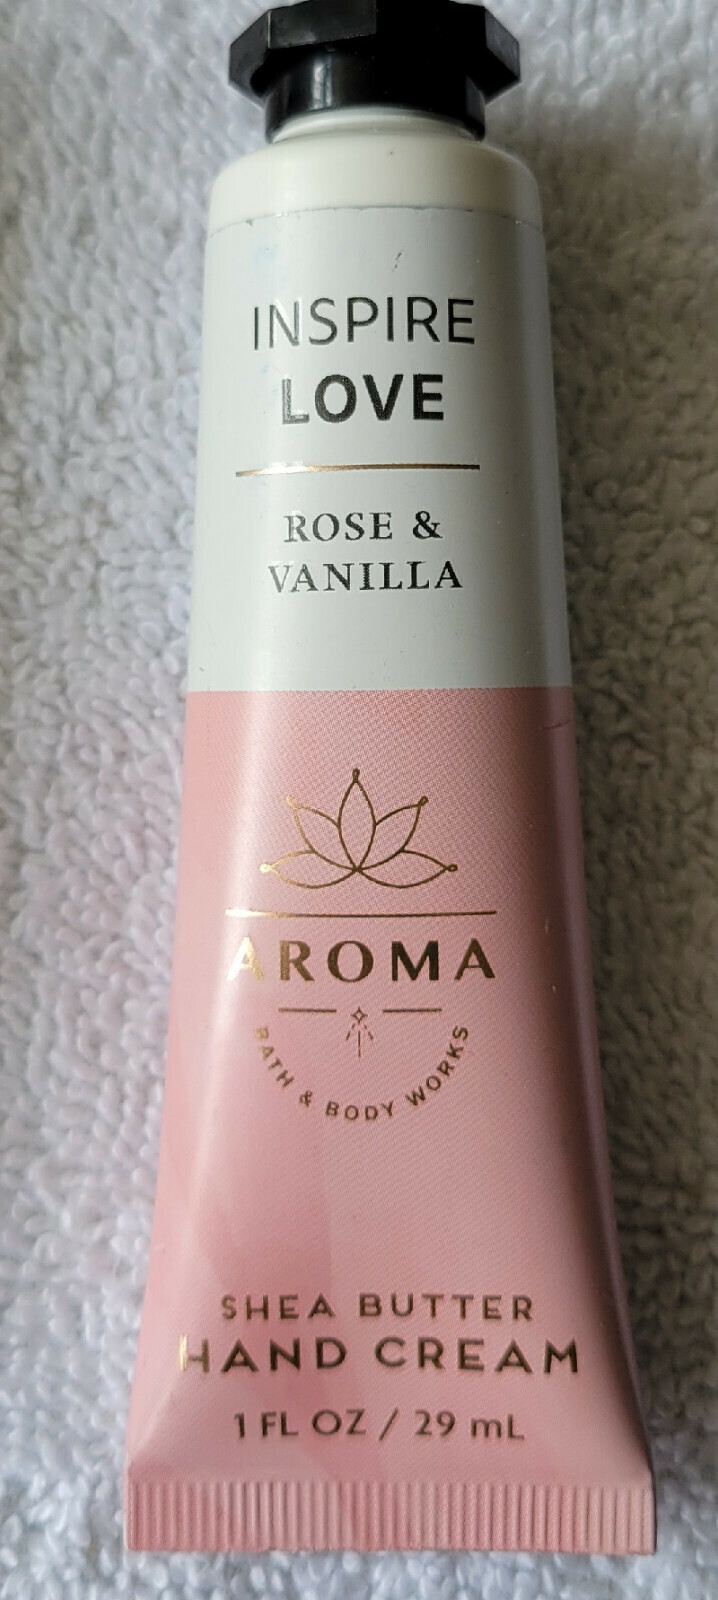 INSPIRE
LOVE
ROSE &
VANILLA
AROMA
BATH & BODY WORKS
SHEA BUTTER
HAND CREAM
1 FL OZ / 29 mL